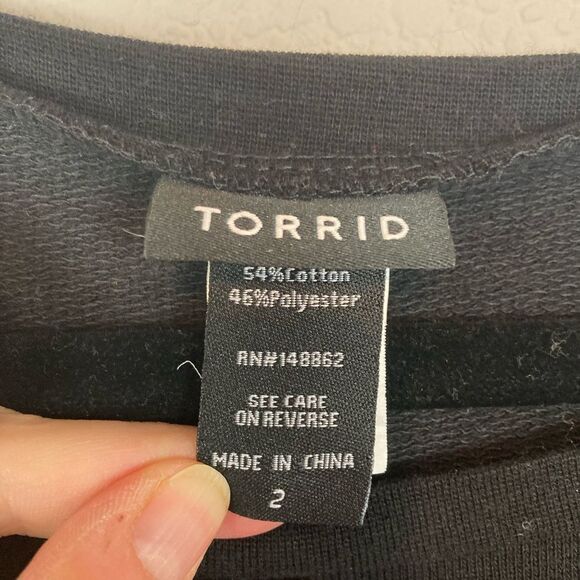 TORRID
54%Cotton
46%Polyester
RN#148862
SEE CARE
ON REVERSE
MADE IN CHINA
2